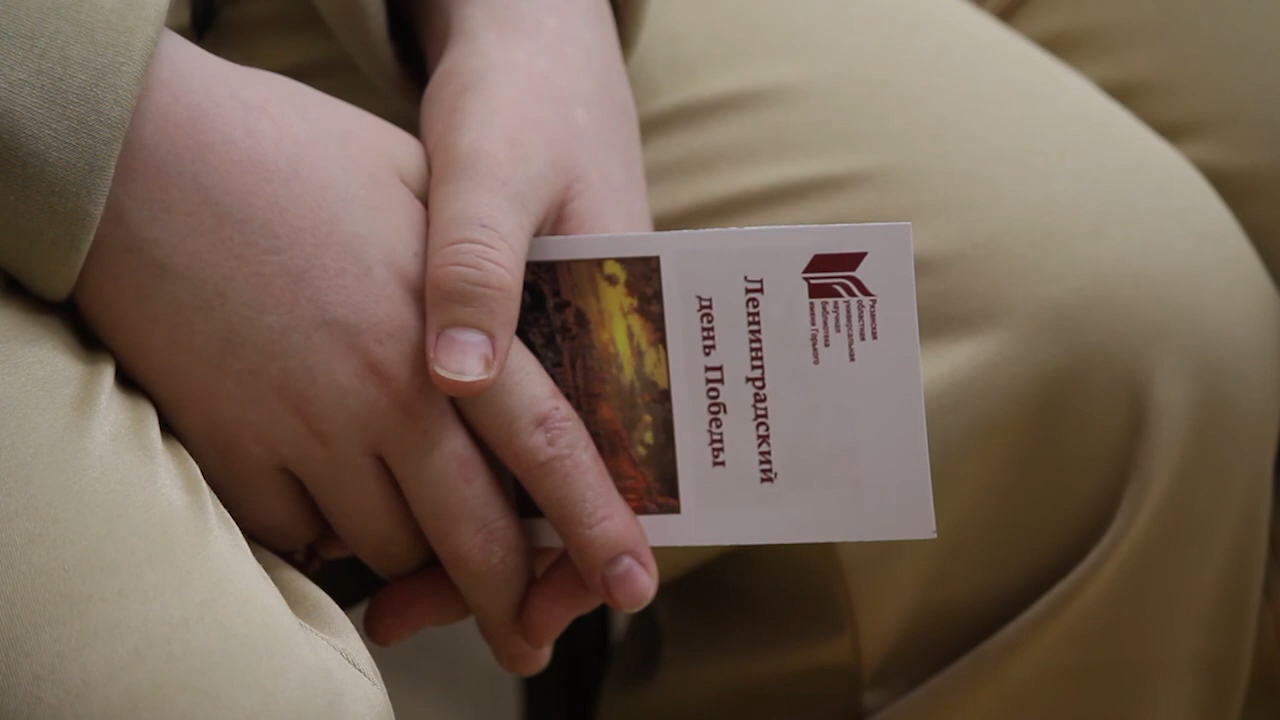 Рязанская
областная
универсальная
научная
библиотека
имени Горького
Ленинградский
день Победы